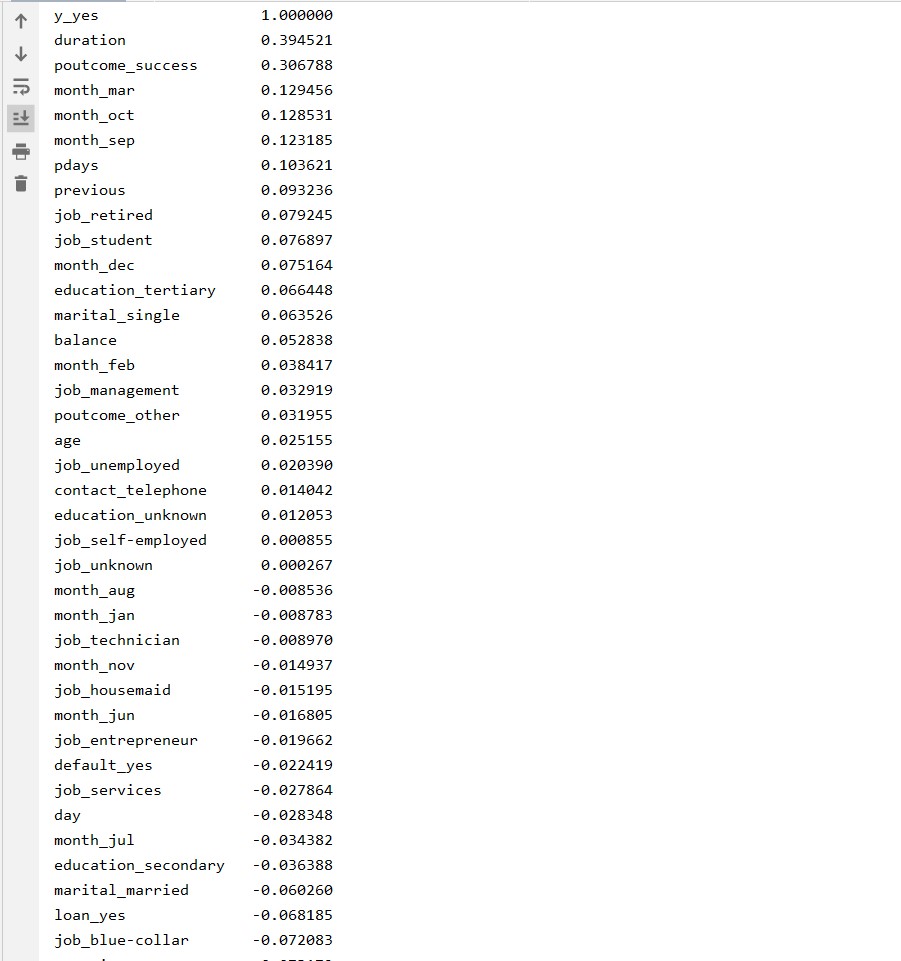 y_yes 1.000000
duration 0.394521
poutcome_success 0.306788
month_mar 0.129456
month_oct 0.128531
month_sep 0.123185
pdays 0.103621
previous 0.093236
job_retired 0.079245
job_student 0.076897
month_dec 0.075164
education_tertiary 0.066448
marital_single 0.063526
balance 0.052838
month_feb 0.038417
job_management 0.032919
poutcome_other 0.031955
age 0.025155
job_unemployed 0.020390
contact_telephone 0.014042
education_unknown 0.012053
job_self-employed 0.000855
job_unknown 0.000267
month_aug -0.008536
month_jan -0.008783
job_technician -0.008970
month_nov -0.014937
job_housemaid -0.015195
month_jun -0.016805
job_entrepreneur -0.019662
default_yes -0.022419
job_services -0.027864
day -0.028348
month_jul -0.034382
education_secondary -0.036388
marital_married -0.060260
loan_yes -0.068185
job_blue-collar -0.072083